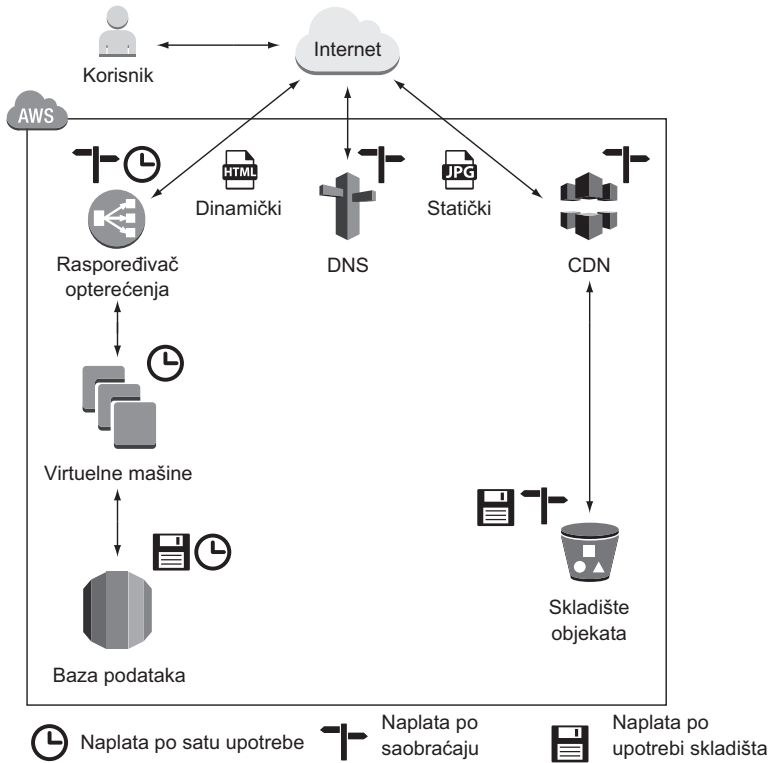 Korisnik
Internet
AWS
HTML
Dinamički
JPG
Statički
Raspoređivač
opterećenja
DNS
CDN
Virtuelne mašine
Baza podataka
Skladište
objekata
Naplata po satu upotrebe
Naplata po
saobraćaju
Naplata po
upotrebi skladišta